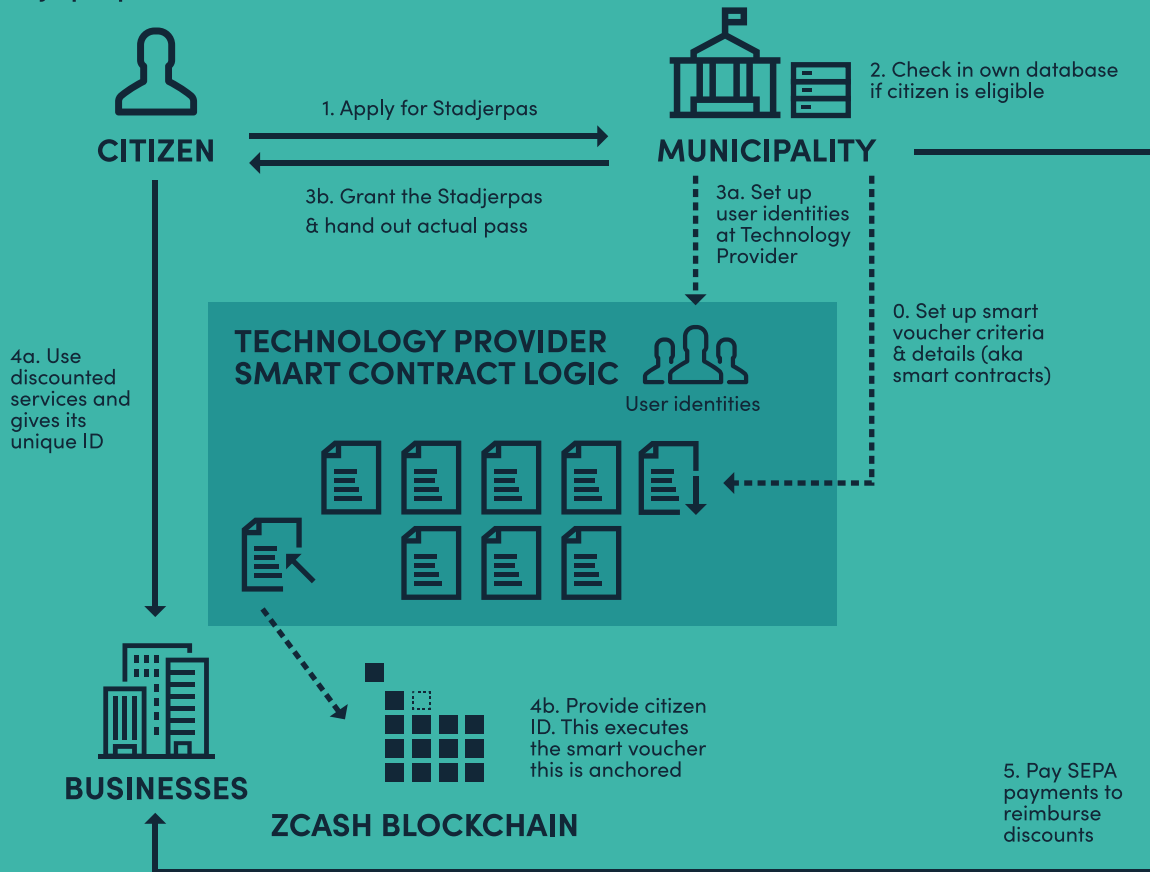 CITIZEN
1. Apply for Stadjerpas
3b. Grant the Stadjerpas
& hand out actual pass
MUNICIPALITY
2. Check in own database
if citizen is eligible
3a. Set up
user identities
at Technology
Provider
0. Set up smart
voucher criteria
& details (aka
smart contracts)
4a. Use
discounted
services and
gives its
unique ID
TECHNOLOGY PROVIDER
SMART CONTRACT LOGIC
User identities
BUSINESSES
4b. Provide citizen
ID. This executes
the smart voucher
this is anchored
ZCASH BLOCKCHAIN
5. Pay SEPA
payments to
reimburse
discounts